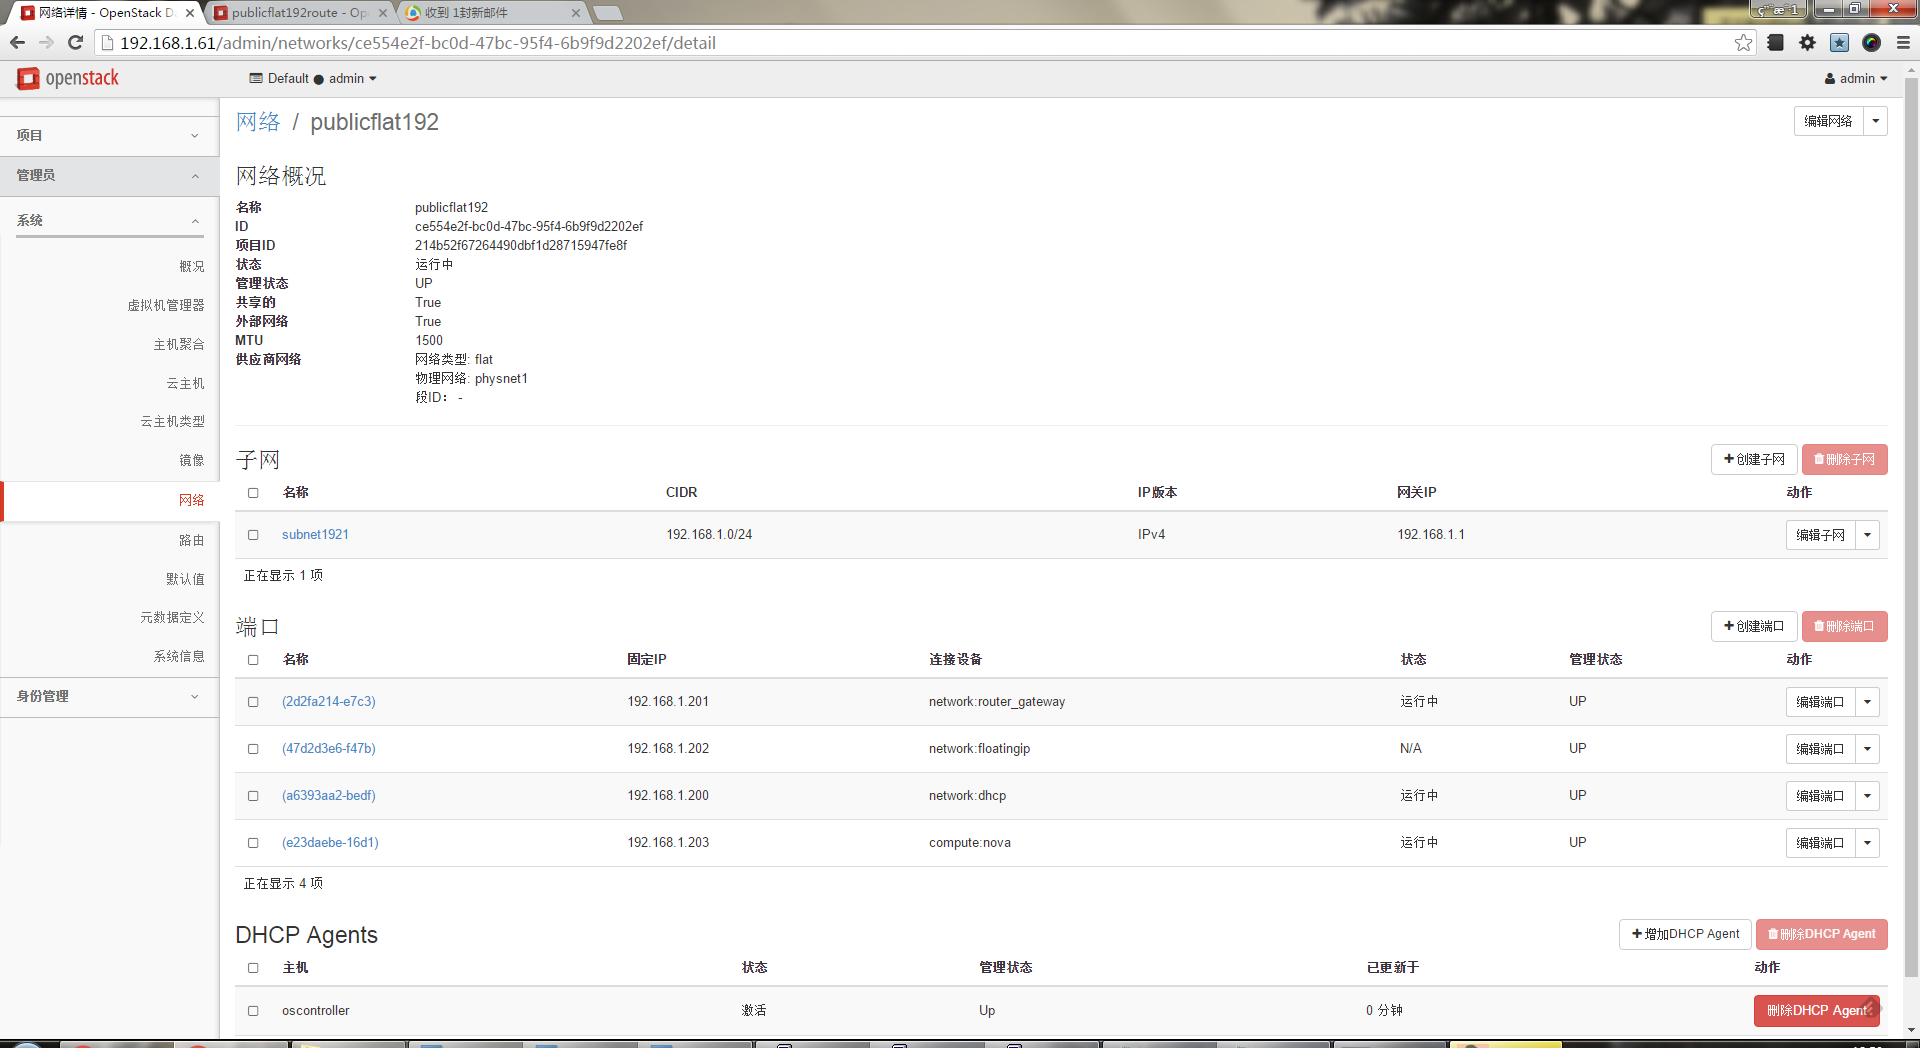 网络详情 - OpenStack D
publicflat192route - Op
收到 1封新邮件
192.168.1.61/admin/networks/ce554e2f-bc0d-47bc-95f4-6b9f9d2202ef/detail
openstack
Default ● admin
admin
项目
管理员
系统
概况
虚拟机管理器
主机聚合
云主机
云主机类型
镜像
网络
路由
默认值
元数据定义
系统信息
身份管理
网络 / publicflat192
编辑网络
网络概况
名称 publicflat192
ID ce554e2f-bc0d-47bc-95f4-6b9f9d2202ef
项目ID 214b52f67264490dbf1d28715947fe8f
状态 运行中
管理状态 UP
共享的 True
外部网络 True
MTU 1500
供应商网络 网络类型: flat
物理网络: physnet1
段ID: -
子网
创建子网 删除子网
名称 CIDR IP版本 网关IP 动作
subnet1921 192.168.1.0/24 IPv4 192.168.1.1 编辑子网
正在显示 1 项
端口
创建端口 删除端口
名称 固定IP 连接设备 状态 管理状态 动作
(2d2fa214-e7c3) 192.168.1.201 network:router_gateway 运行中 UP 编辑端口
(47d2d3e6-f47b) 192.168.1.202 network:floatingip N/A UP 编辑端口
(a6393aa2-bedf) 192.168.1.200 network:dhcp 运行中 UP 编辑端口
(e23daebe-16d1) 192.168.1.203 compute:nova 运行中 UP 编辑端口
正在显示 4 项
DHCP Agents
增加DHCP Agent 删除DHCP Agent
主机 状态 管理状态 已更新于 动作
oscontroller 激活 Up 0 分钟 删除DHCP Agent